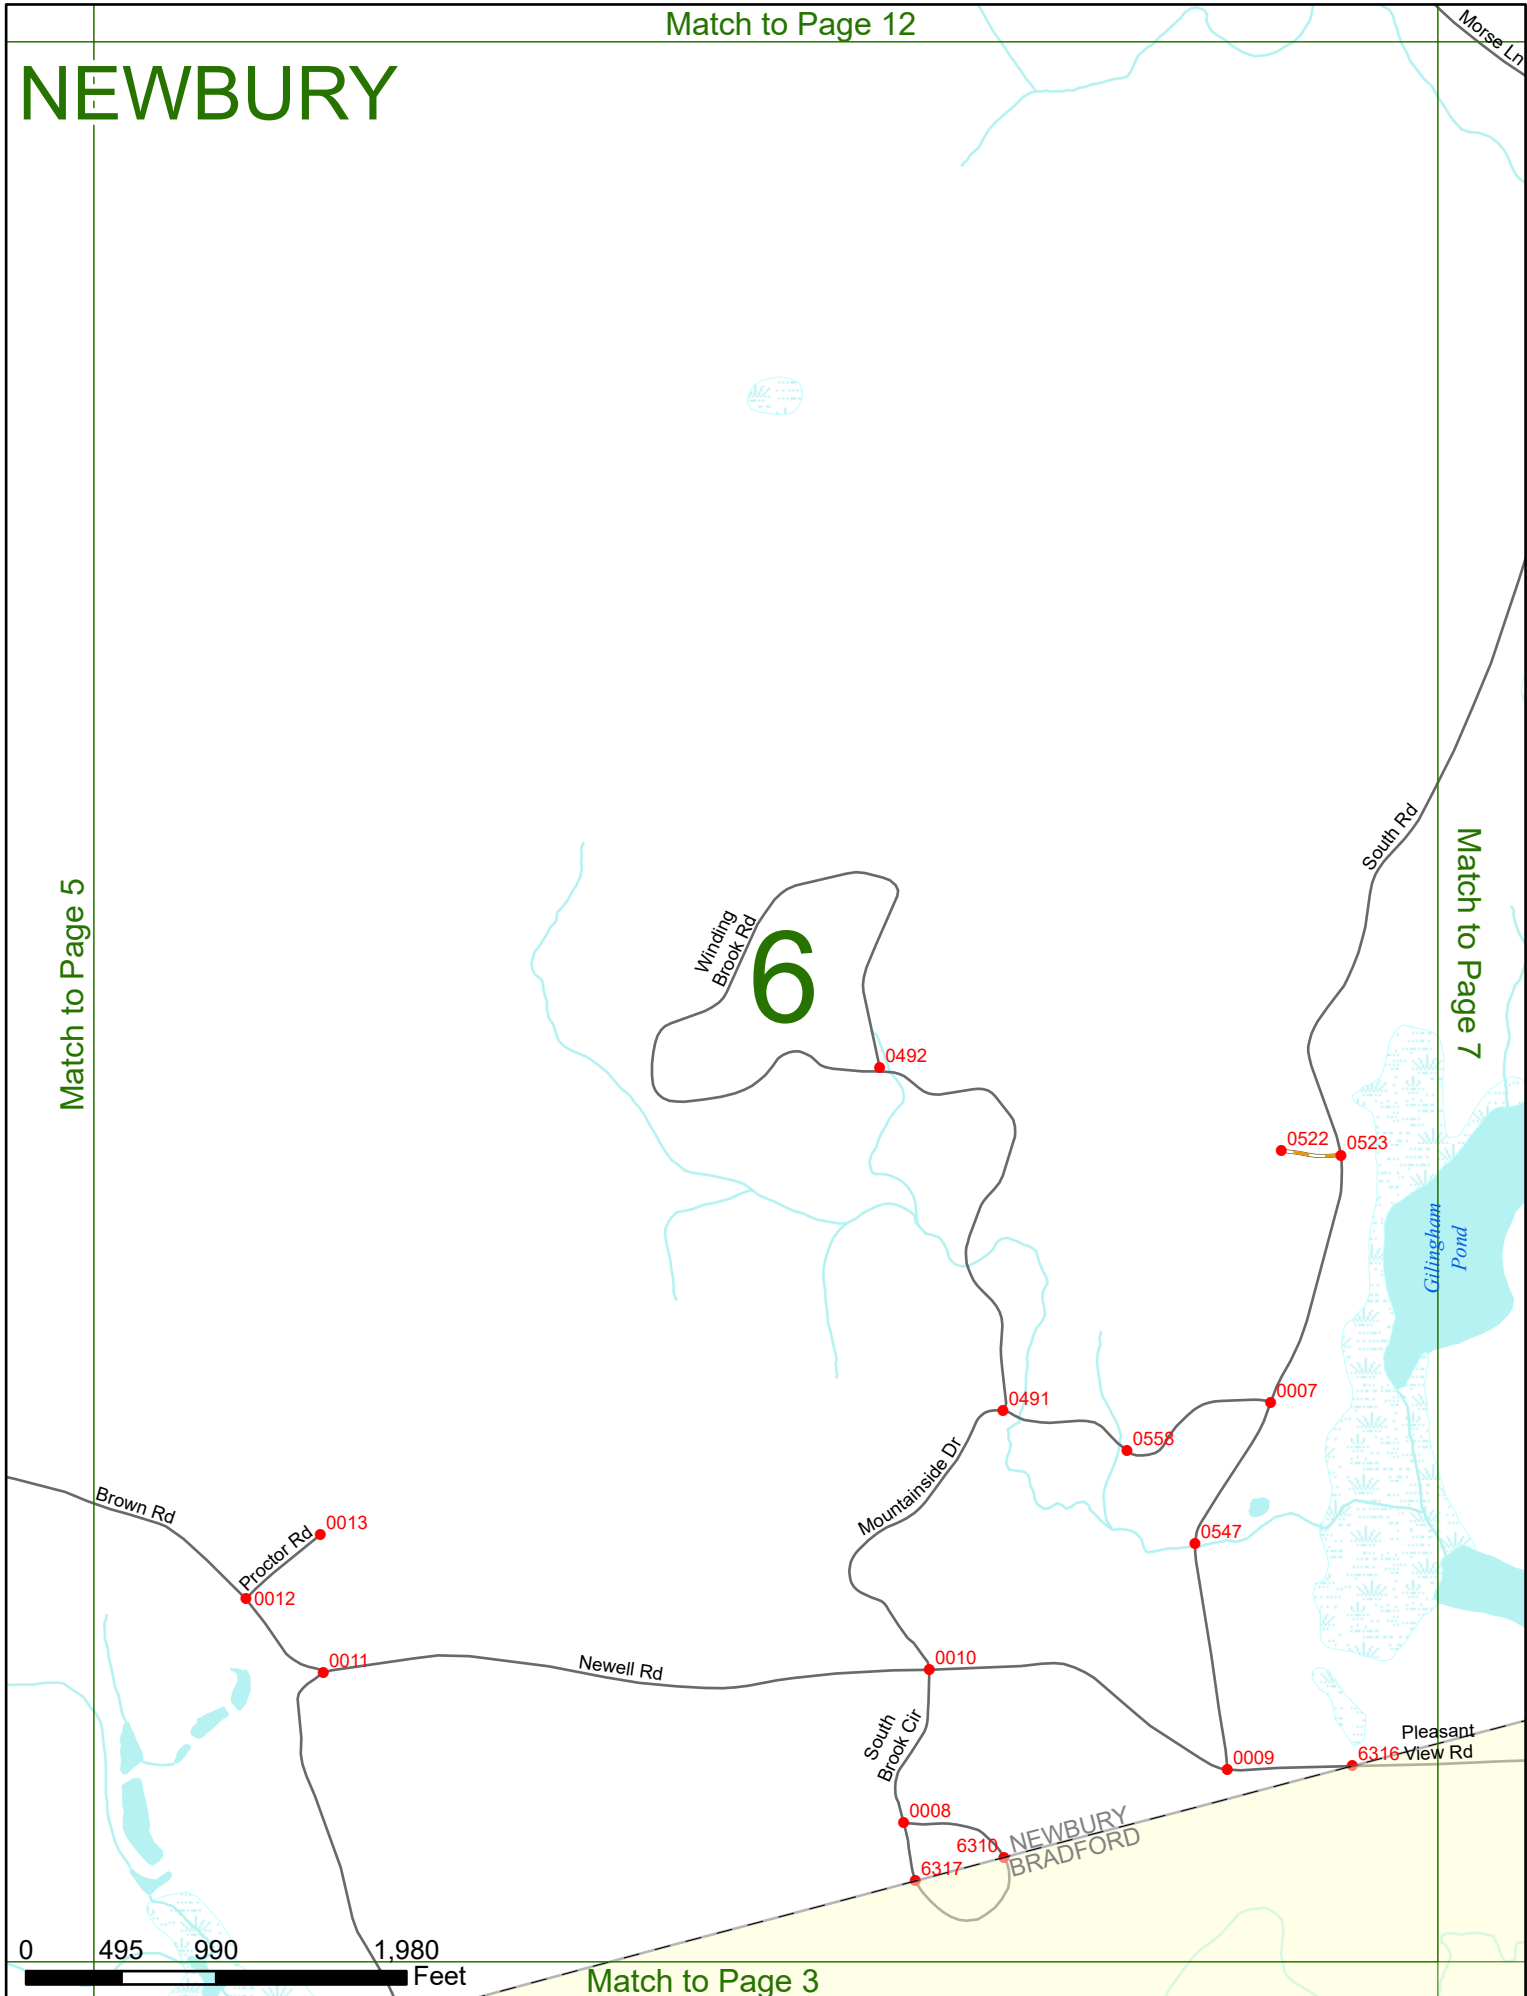 Match to Page 12
Morse Ln
NEWBURY
South Rd
Match to Page 5
Match to Page 7
Winding
Brook Rd
6
0492
0522
0523
Gilingham
Pond
0491
0007
0558
Mountainside Dr
Brown Rd
0013
Proctor Rd
0547
0012
0011
Newell Rd
0010
South
Brook Cir
Pleasant
View Rd
0009
6316
0008
NEWBURY
BRADFORD
6310
6317
0 495 990 1,980
Feet
Match to Page 3